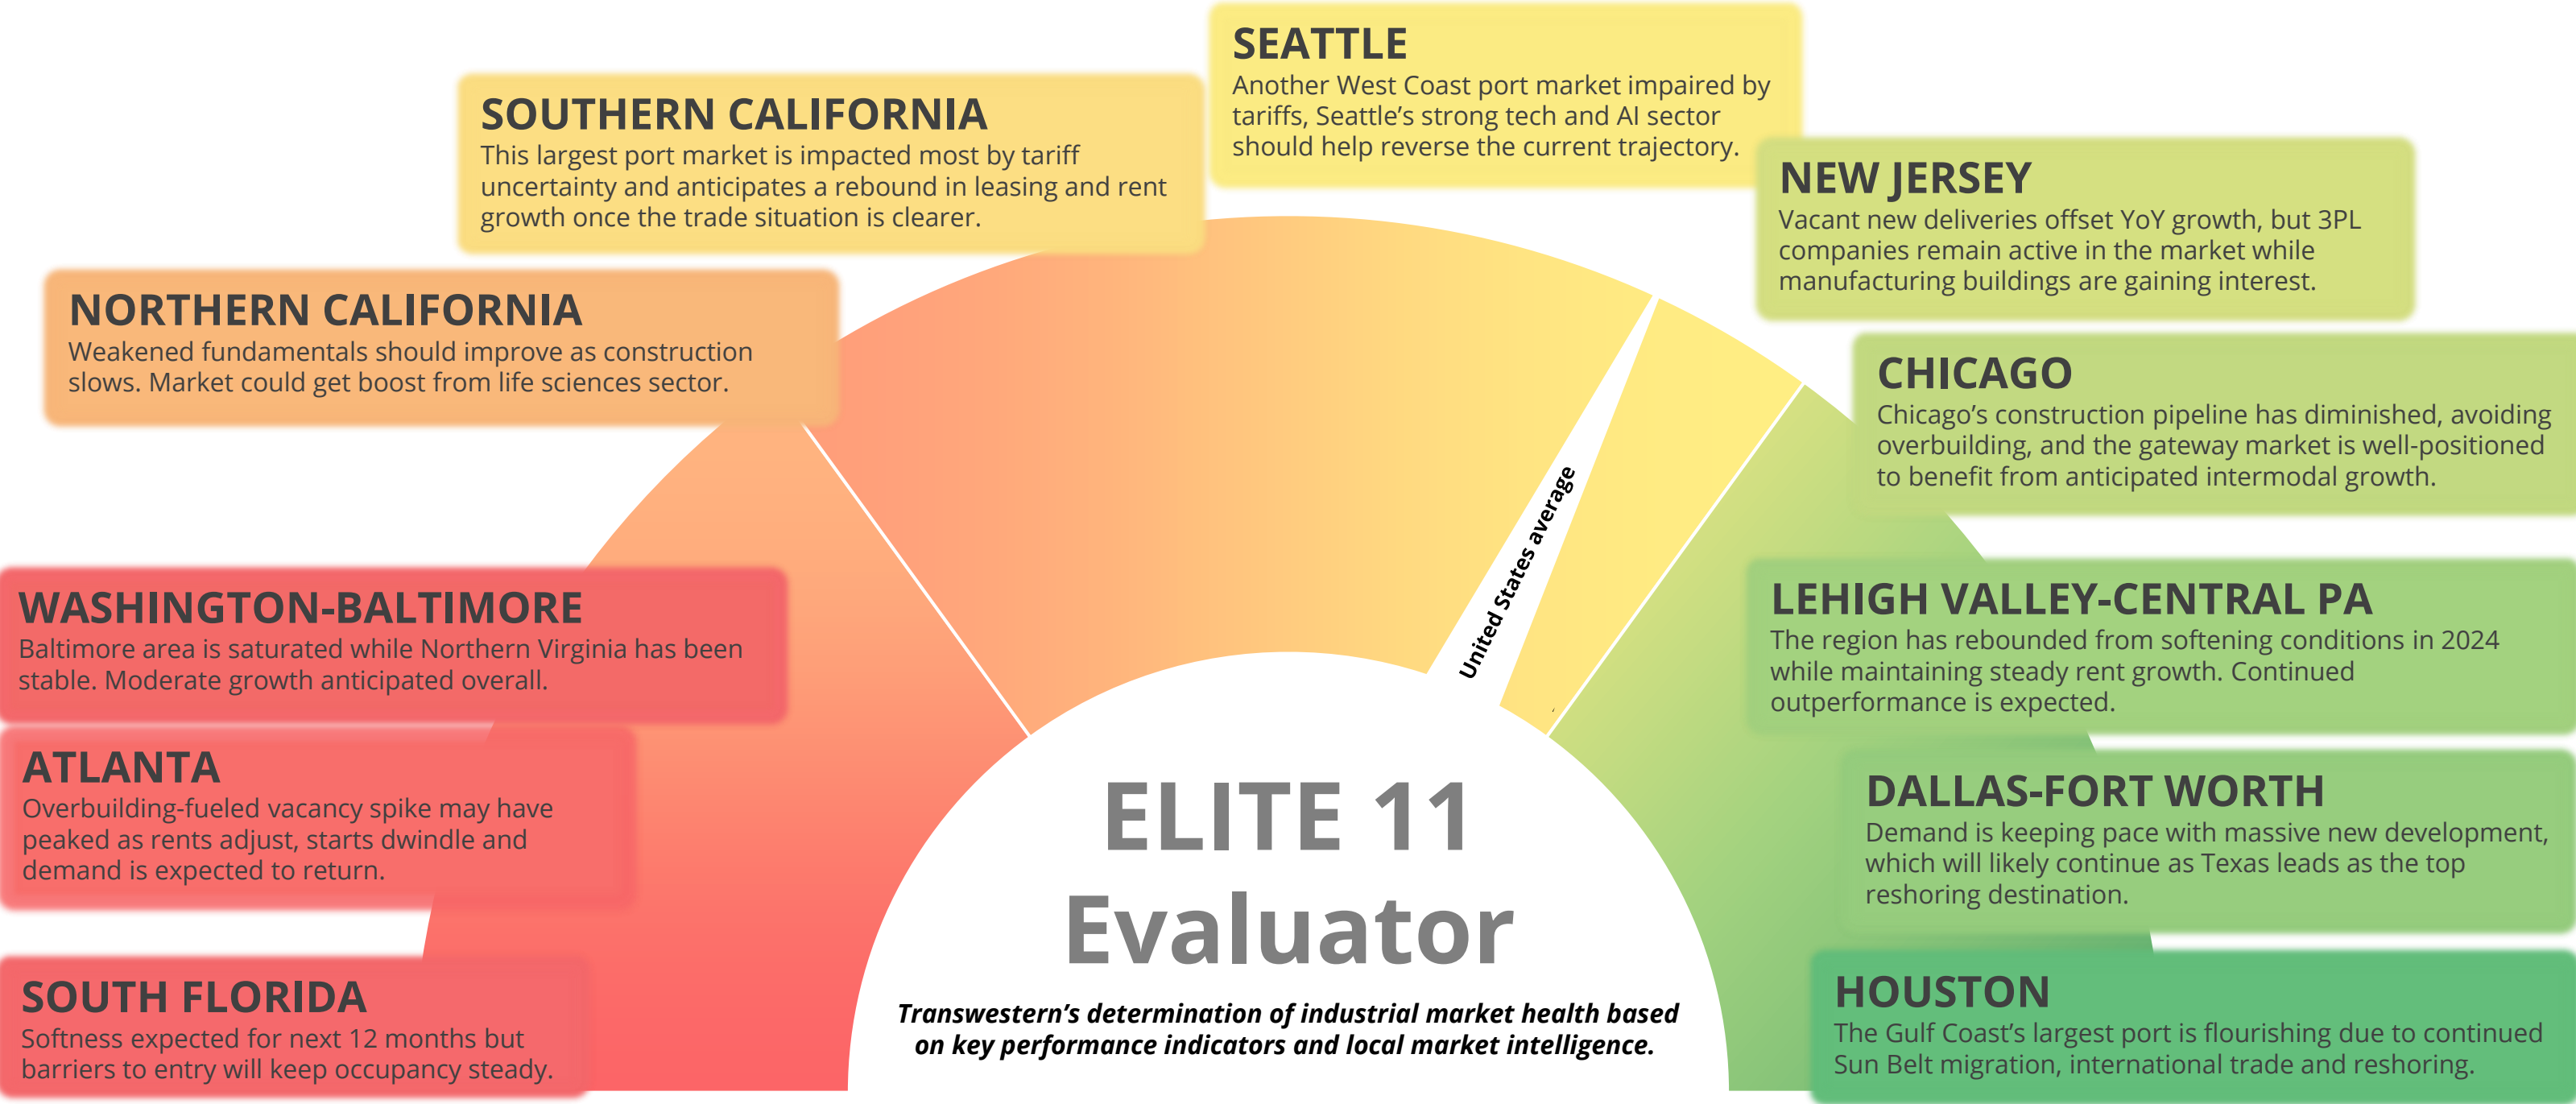 SEATTLE
Another West Coast port market impaired by
tariffs, Seattle’s strong tech and AI sector
should help reverse the current trajectory.
SOUTHERN CALIFORNIA
This largest port market is impacted most by tariff
uncertainty and anticipates a rebound in leasing and rent
growth once the trade situation is clearer.
NEW JERSEY
Vacant new deliveries offset YoY growth, but 3PL
companies remain active in the market while
manufacturing buildings are gaining interest.
NORTHERN CALIFORNIA
Weakened fundamentals should improve as construction
slows. Market could get boost from life sciences sector.
CHICAGO
Chicago’s construction pipeline has diminished, avoiding
overbuilding, and the gateway market is well-positioned
to benefit from anticipated intermodal growth.
United States average
WASHINGTON-BALTIMORE
Baltimore area is saturated while Northern Virginia has been
stable. Moderate growth anticipated overall.
LEHIGH VALLEY-CENTRAL PA
The region has rebounded from softening conditions in 2024
while maintaining steady rent growth. Continued
outperformance is expected.
ATLANTA
Overbuilding-fueled vacancy spike may have
peaked as rents adjust, starts dwindle and
demand is expected to return.
DALLAS-FORT WORTH
Demand is keeping pace with massive new development,
which will likely continue as Texas leads as the top
reshoring destination.
SOUTH FLORIDA
Softness expected for next 12 months but
barriers to entry will keep occupancy steady.
HOUSTON
The Gulf Coast’s largest port is flourishing due to continued
Sun Belt migration, international trade and reshoring.
ELITE 11
Evaluator
Transwestern’s determination of industrial market health based
on key performance indicators and local market intelligence.